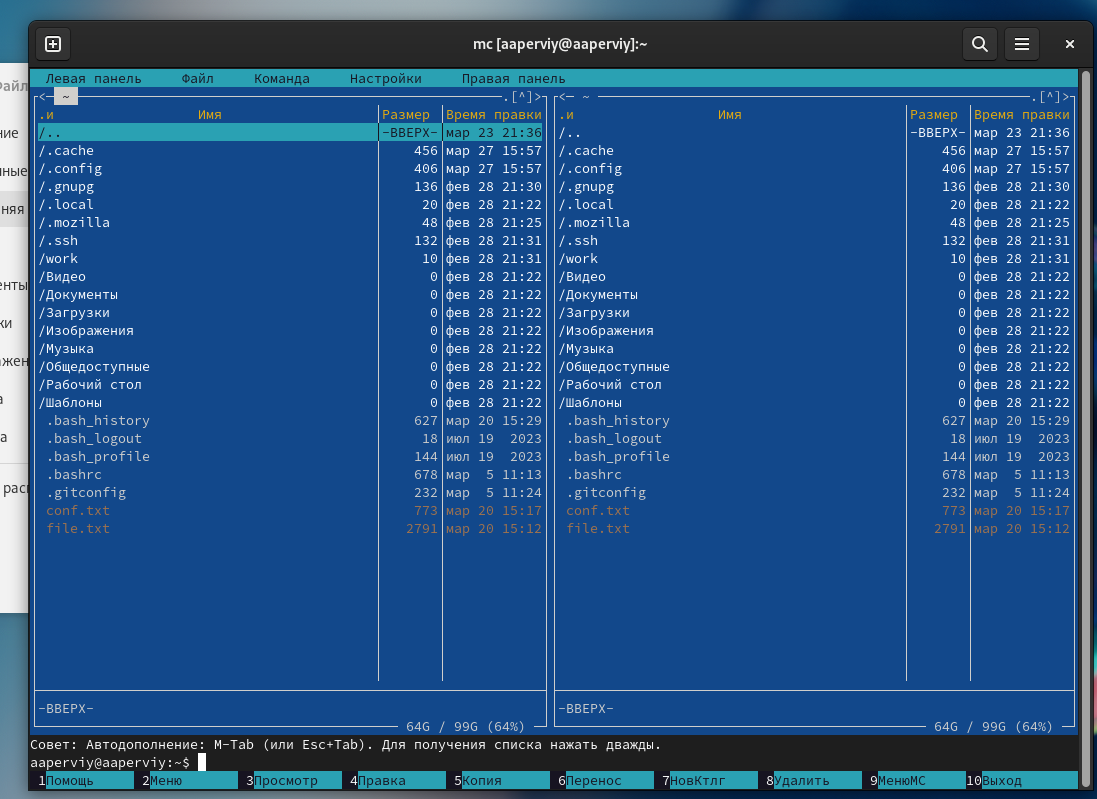 mc [aaperviy@aaperviy]:~
Левая панель Файл Команда Настройки Правая панель
<─ ~ .[^]> <─ ~ .[^]>
.и Имя Размер Время правки .и Имя Размер Время правки
/.. -ВВЕРХ- мар 23 21:36 /.. -ВВЕРХ- мар 23 21:36
/.cache 456 мар 27 15:57 /.cache 456 мар 27 15:57
/.config 406 мар 27 15:57 /.config 406 мар 27 15:57
/.gnupg 136 фев 28 21:30 /.gnupg 136 фев 28 21:30
/.local 20 фев 28 21:22 /.local 20 фев 28 21:22
/.mozilla 48 фев 28 21:25 /.mozilla 48 фев 28 21:25
/.ssh 132 фев 28 21:31 /.ssh 132 фев 28 21:31
/work 10 фев 28 21:31 /work 10 фев 28 21:31
/Видео 0 фев 28 21:22 /Видео 0 фев 28 21:22
/Документы 0 фев 28 21:22 /Документы 0 фев 28 21:22
/Загрузки 0 фев 28 21:22 /Загрузки 0 фев 28 21:22
/Изображения 0 фев 28 21:22 /Изображения 0 фев 28 21:22
/Музыка 0 фев 28 21:22 /Музыка 0 фев 28 21:22
/Общедоступные 0 фев 28 21:22 /Общедоступные 0 фев 28 21:22
/Рабочий стол 0 фев 28 21:22 /Рабочий стол 0 фев 28 21:22
/Шаблоны 0 фев 28 21:22 /Шаблоны 0 фев 28 21:22
.bash_history 627 мар 20 15:29 .bash_history 627 мар 20 15:29
.bash_logout 18 июл 19 2023 .bash_logout 18 июл 19 2023
.bash_profile 144 июл 19 2023 .bash_profile 144 июл 19 2023
.bashrc 678 мар 5 11:13 .bashrc 678 мар 5 11:13
.gitconfig 232 мар 5 11:24 .gitconfig 232 мар 5 11:24
conf.txt 773 мар 20 15:17 conf.txt 773 мар 20 15:17
file.txt 2791 мар 20 15:12 file.txt 2791 мар 20 15:12
-ВВЕРХ- -ВВЕРХ-
64G / 99G (64%) 64G / 99G (64%)
Совет: Автодополнение: M-Tab (или Esc+Tab). Для получения списка нажать дважды.
aaperviy@aaperviy:~$
1Помощь 2Меню 3Просмотр 4Правка 5Копия 6Перенос 7НовКтлг 8Удалить 9МенюМС 10Выход